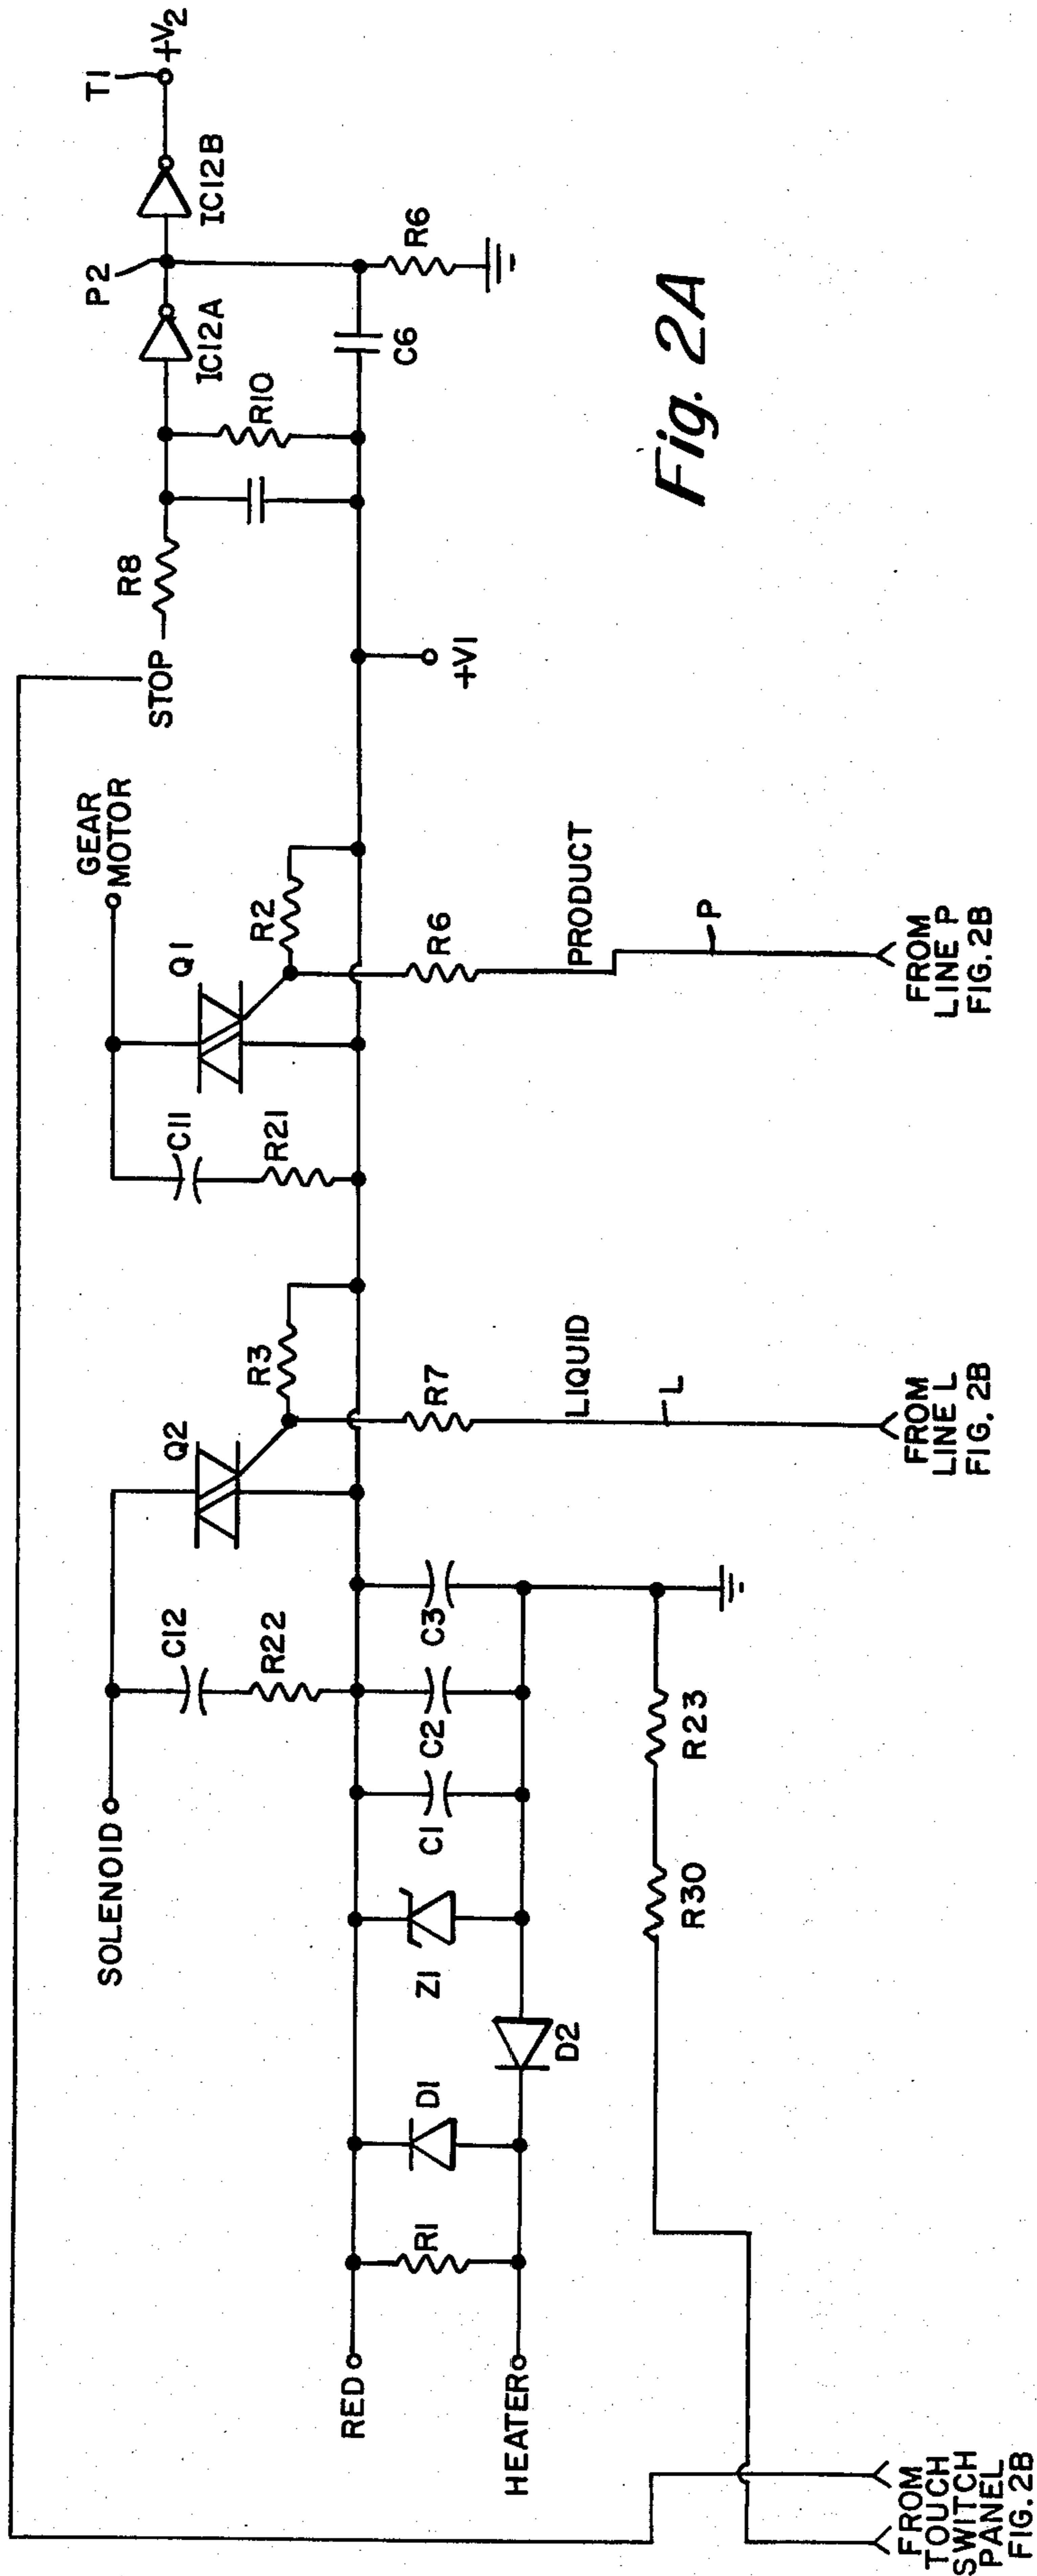 T1
+V2
P2
IC12A
IC12B
R8
R10
R6
C6
STOP
+V1
GEAR
MOTOR
Q1
C11
R21
R2
R6
PRODUCT
P
FROM
LINE P
FIG. 2B
SOLENOID
C12
R22
Q2
R3
R7
LIQUID
L
FROM
LINE L
FIG. 2B
RED
HEATER
R1
D1
D2
Z1
C1
C2
C3
R30
R23
FROM
TOUCH
SWITCH
PANEL
FIG. 2B
Fig. 2A